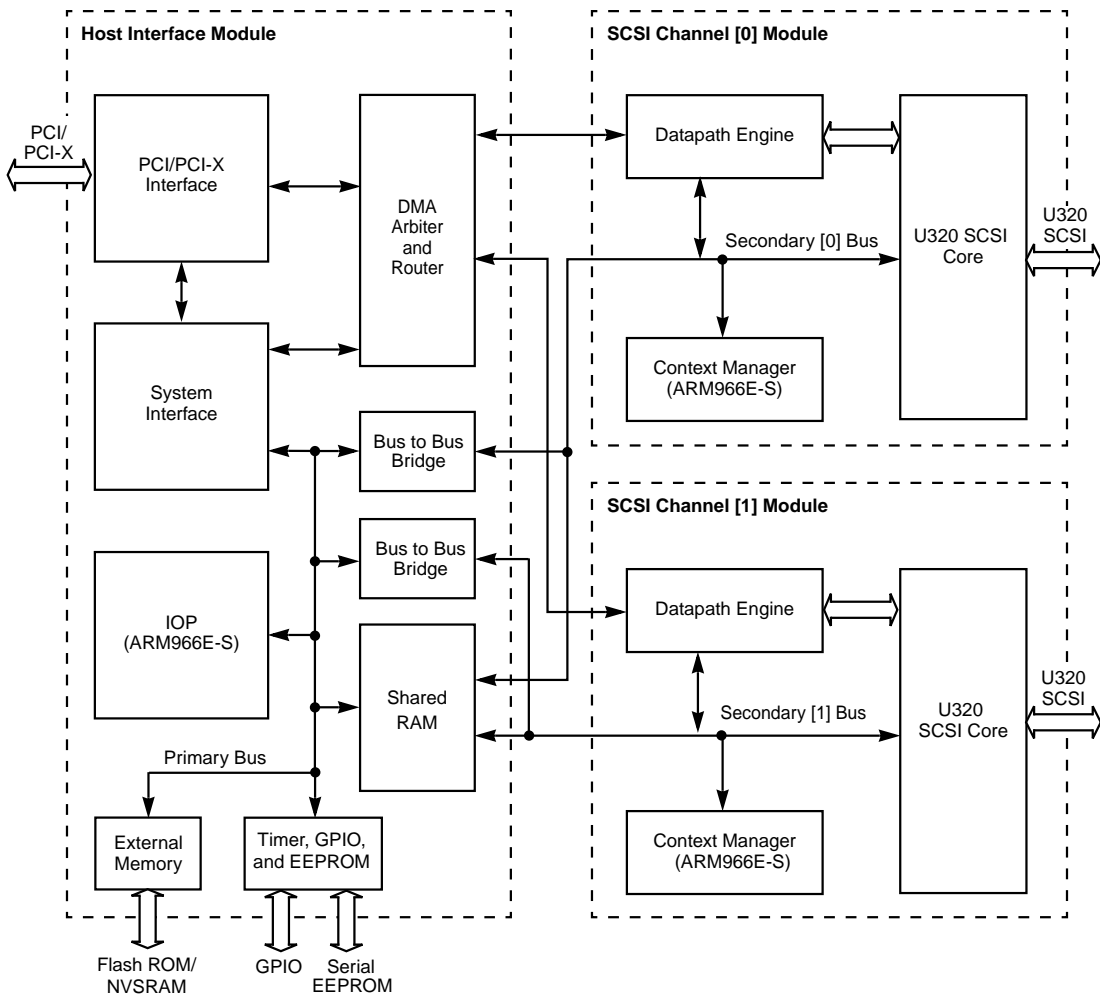 Host Interface Module
PCI/
PCI-X
PCI/PCI-X
Interface
DMA
Arbiter
and
Router
System
Interface
Bus to Bus
Bridge
Bus to Bus
Bridge
IOP
(ARM966E-S)
Shared
RAM
Primary Bus
External
Memory
Timer, GPIO,
and EEPROM
Flash ROM/
NVSRAM
GPIO
Serial
EEPROM
SCSI Channel [0] Module
Datapath Engine
Secondary [0] Bus
U320 SCSI
Core
U320
SCSI
Context Manager
(ARM966E-S)
SCSI Channel [1] Module
Datapath Engine
Secondary [1] Bus
U320
SCSI Core
U320
SCSI
Context Manager
(ARM966E-S)